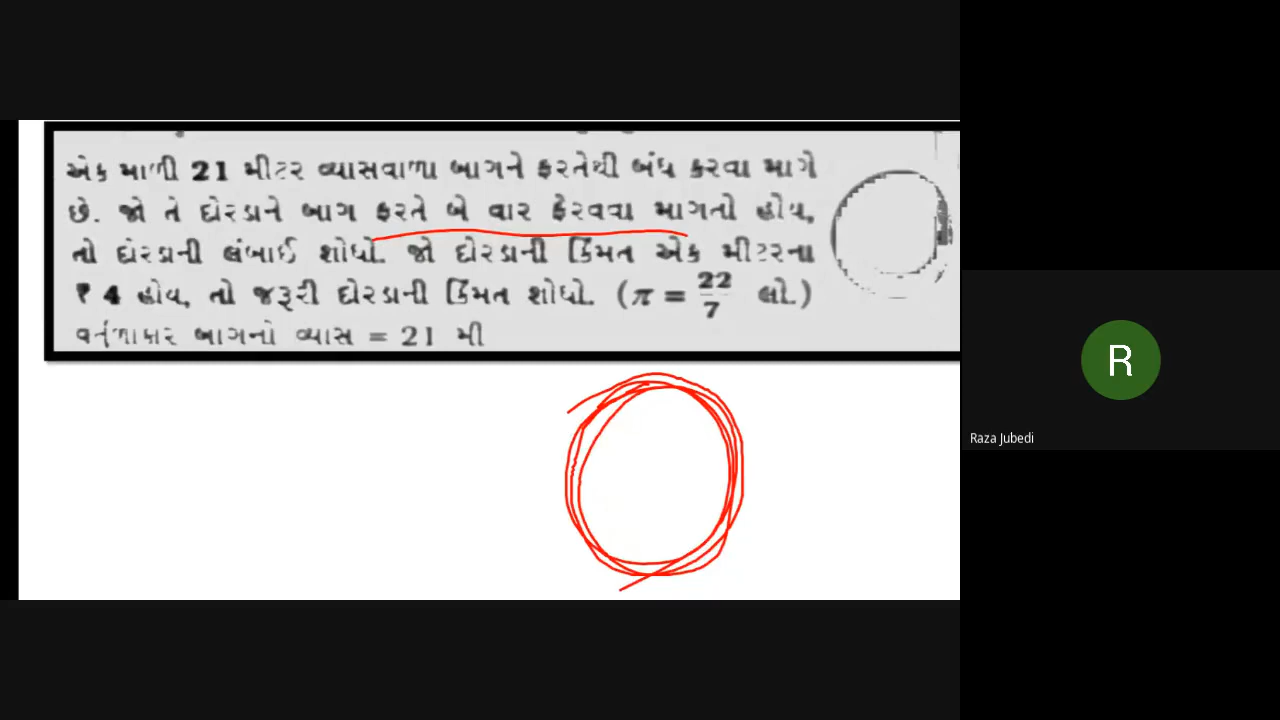 એક માળી 21 મીટર વ્યાસવાળા બાગને ફરતેથી બંધ કરવા માગે
છે. જો તે દોરડાને બાગ ફરતે બે વાર ફેરવવા માગતો હોય,
તો દોરડાની લંબાઈ શોધો. જો દોરડાની કિંમત એક મીટરના
₹ 4 હોય, તો જરૂરી દોરડાની કિંમત શોધો. (π = 22/7 લો.)
વર્તુળાકાર બાગનો વ્યાસ = 21 મી
R
Raza Jubedi